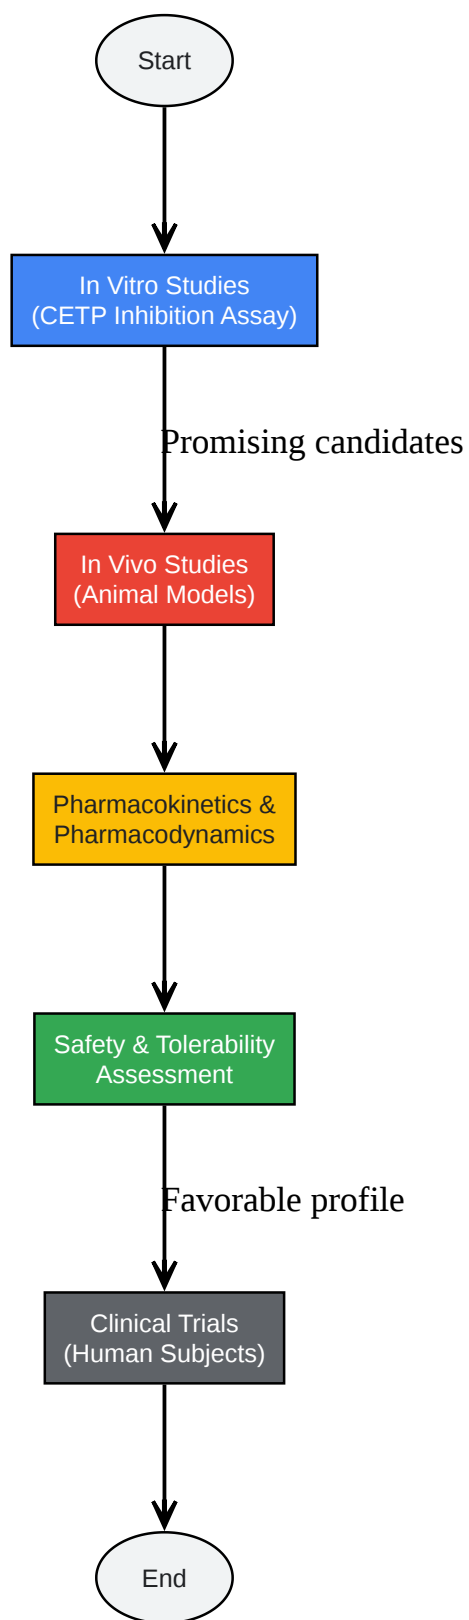 Start
In Vitro Studies
(CETP Inhibition Assay)
Promising candidates
In Vivo Studies
(Animal Models)
Pharmacokinetics &
Pharmacodynamics
Safety & Tolerability
Assessment
Favorable profile
Clinical Trials
(Human Subjects)
End